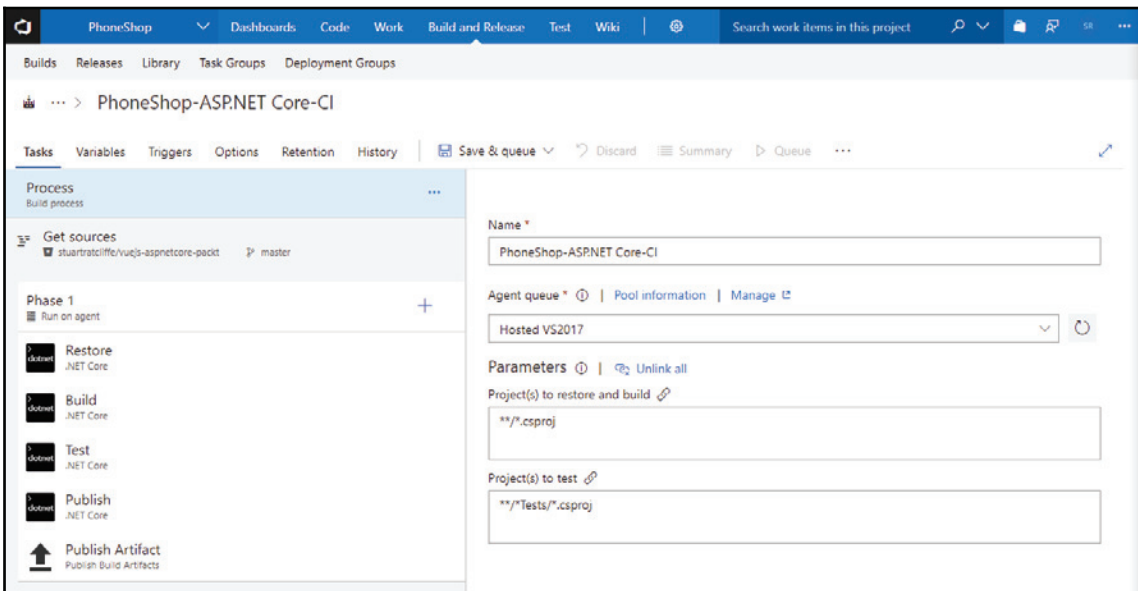 PhoneShop Dashboards Code Work Build and Release Test Wiki Search work items in this project SR ...
Builds Releases Library Task Groups Deployment Groups
... > PhoneShop-ASP.NET Core-CI
Tasks Variables Triggers Options Retention History Save & queue Discard Summary Queue ...
Process
Build process
...
Get sources
stuartratcliffe/vuejs-aspnetcore-packt master
Phase 1
Run on agent
+
dotnet
Restore
.NET Core
dotnet
Build
.NET Core
dotnet
Test
.NET Core
dotnet
Publish
.NET Core
Publish Artifact
Publish Build Artifacts
Name *
PhoneShop-ASP.NET Core-CI
Agent queue * | Pool information | Manage
Hosted VS2017
Parameters | Unlink all
Project(s) to restore and build
**/*.csproj
Project(s) to test
**/*Tests/*.csproj